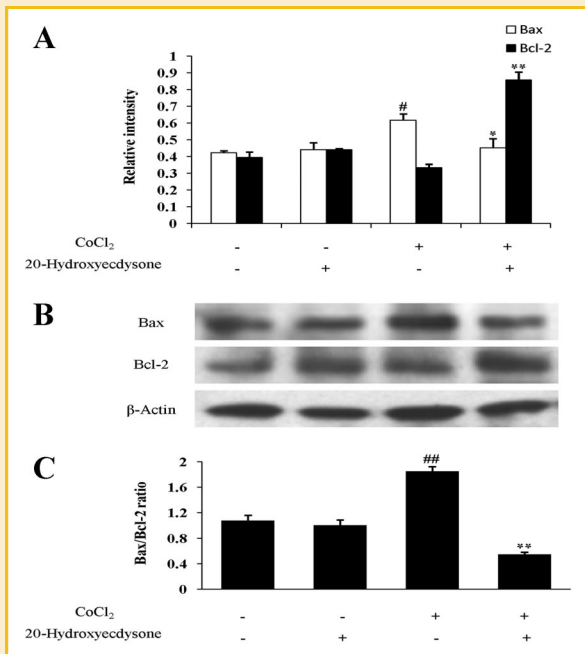 A
Bax
Bcl-2
1
0.9
0.8
0.7
0.6
0.5
0.4
0.3
0.2
0.1
0
Relative intensity
#
*
**
CoCl₂ - - + +
20-Hydroxyecdysone - + - +
B
Bax
Bcl-2
β-Actin
C
2
1.6
1.2
0.8
0.4
0
Bax/Bcl-2 ratio
##
**
CoCl₂ - - + +
20-Hydroxyecdysone - + - +